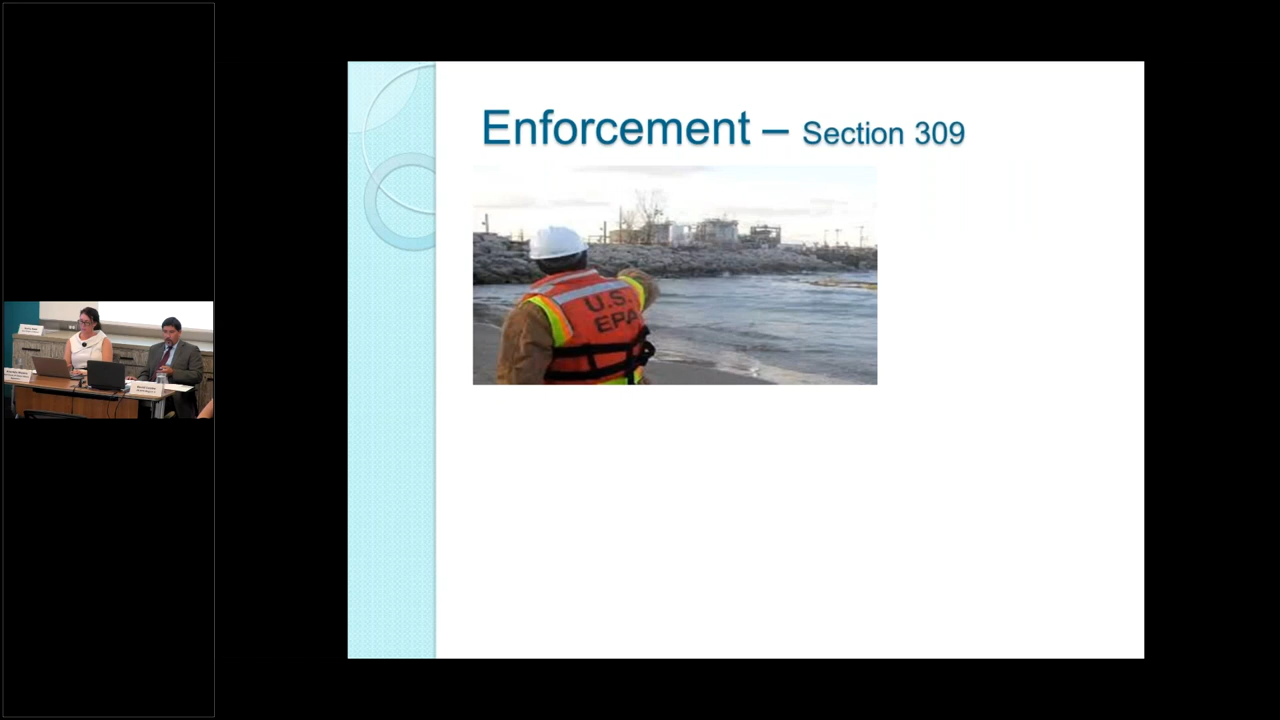 Enforcement – Section 309
U.S.
EPA